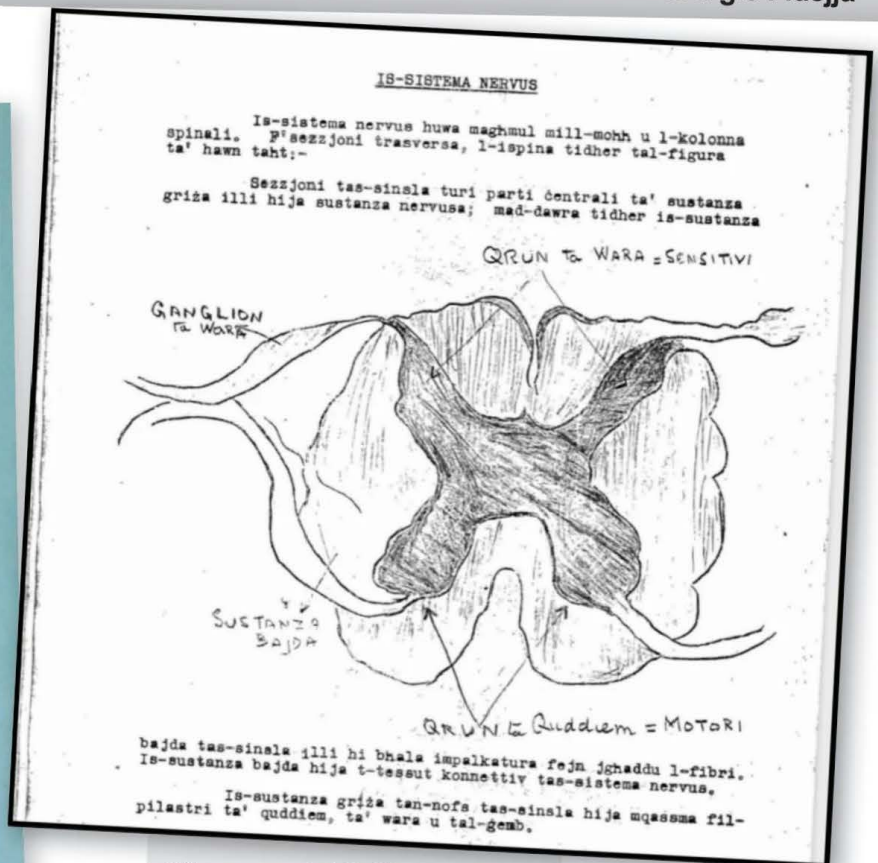 IS-SISTEMA NERVUS
Is-sistema nervus huwa maghmul mill-mohh u l-kolonna
spinali. F'sezzjoni trasversa, l-ispina tidher tal-figura
ta' hawn taht:-
Sezzjoni tas-sinsla turi parti ċentrali ta' sustanza
griża illi hija sustanza nervusa; mad-dawra tidher is-sustanza
QRUN ta WARA = SENSITIVI
GANGLION
ta WARA
SUSTANZA
BAJDA
QRUN ta Quddiem = MOTORI
bajda tas-sinsla illi hi bhala impalkatura fejn jghaddu l-fibri.
Is-sustanza bajda hija t-tessut konnettiv tas-sistema nervus.
Is-sustanza griża tan-nofs tas-sinsla hija mqassma fil-
pilastri ta' quddiem, ta' wara u tal-ġemb.